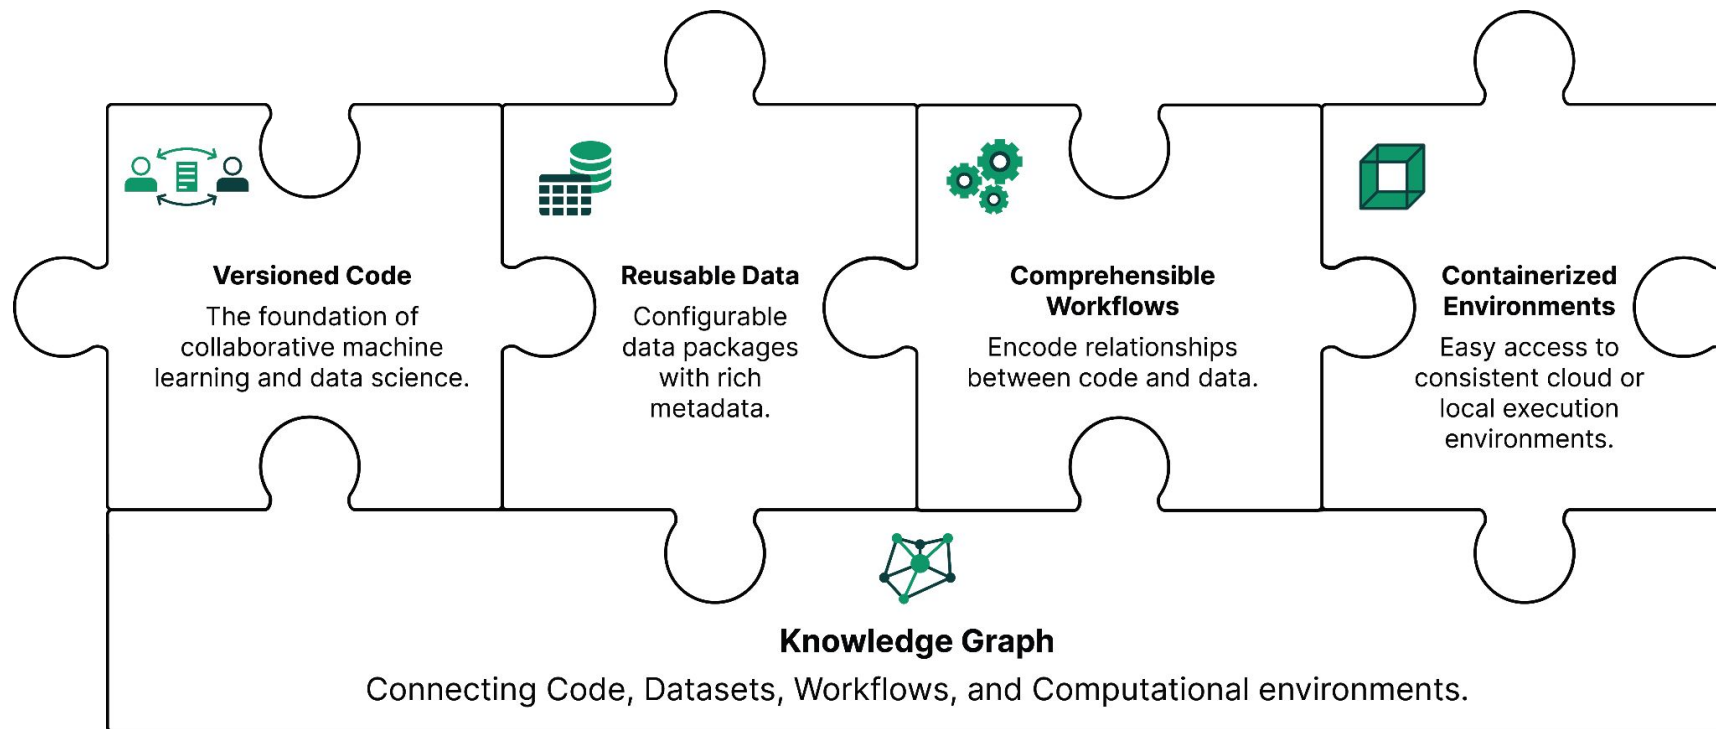 Versioned Code
The foundation of
collaborative machine
learning and data science.
Reusable Data
Configurable
data packages
with rich
metadata.
Comprehensible
Workflows
Encode relationships
between code and data.
Containerized
Environments
Easy access to
consistent cloud or
local execution
environments.
Knowledge Graph
Connecting Code, Datasets, Workflows, and Computational environments.